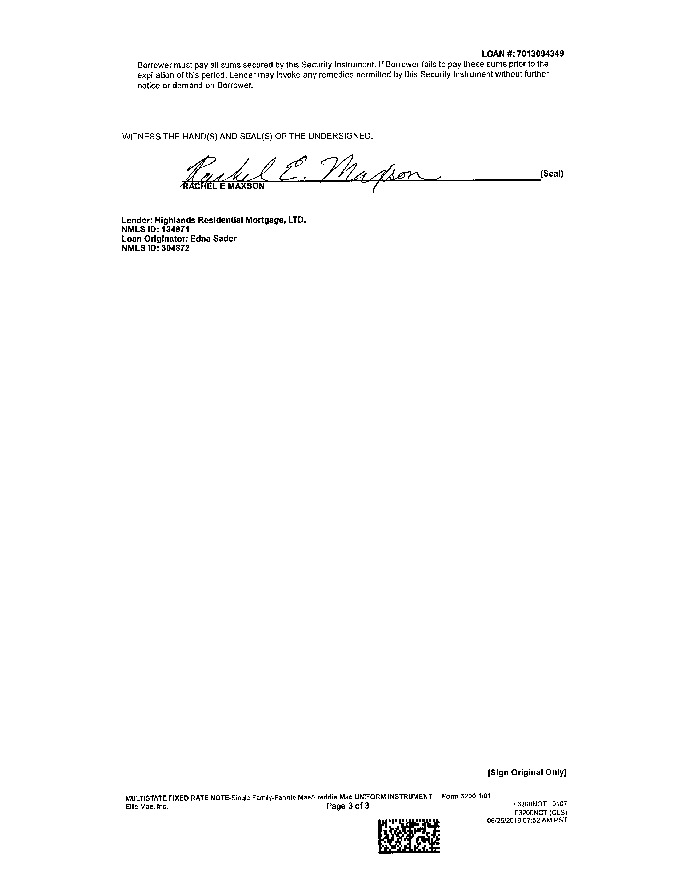 LOAN #: 7013094349
Borrower must pay all sums secured by this Security Instrument. If Borrower fails to pay these sums prior to the
expiration of this period, Lender may invoke any remedies permitted by this Security Instrument without further
notice or demand on Borrower.
WITNESS THE HAND(S) AND SEAL(S) OF THE UNDERSIGNED.
Rachel E. Maxson
(Seal)
RACHEL E MAXSON
Lender: Highlands Residential Mortgage, LTD.
NMLS ID: 134871
Loan Originator: Edna Sader
NMLS ID: 304872
(Sign Original Only)
MULTISTATE FIXED RATE NOTE-Single Family-Fannie Mae/Freddie Mac UNIFORM INSTRUMENT Form 3200 1/01
Ellie Mae, Inc. Page 3 of 3
F3200NOT
F3200NOT (CLS)
06/25/2019 07:52 AM PST